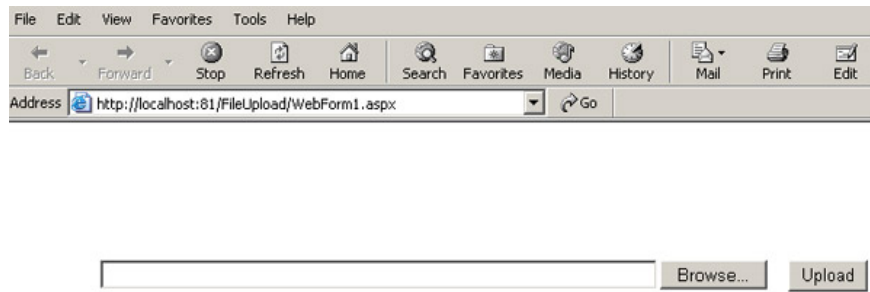 File Edit View Favorites Tools Help
Back Forward Stop Refresh Home Search Favorites Media History Mail Print Edit
Address http://localhost:81/FileUpload/WebForm1.aspx Go
Browse... Upload